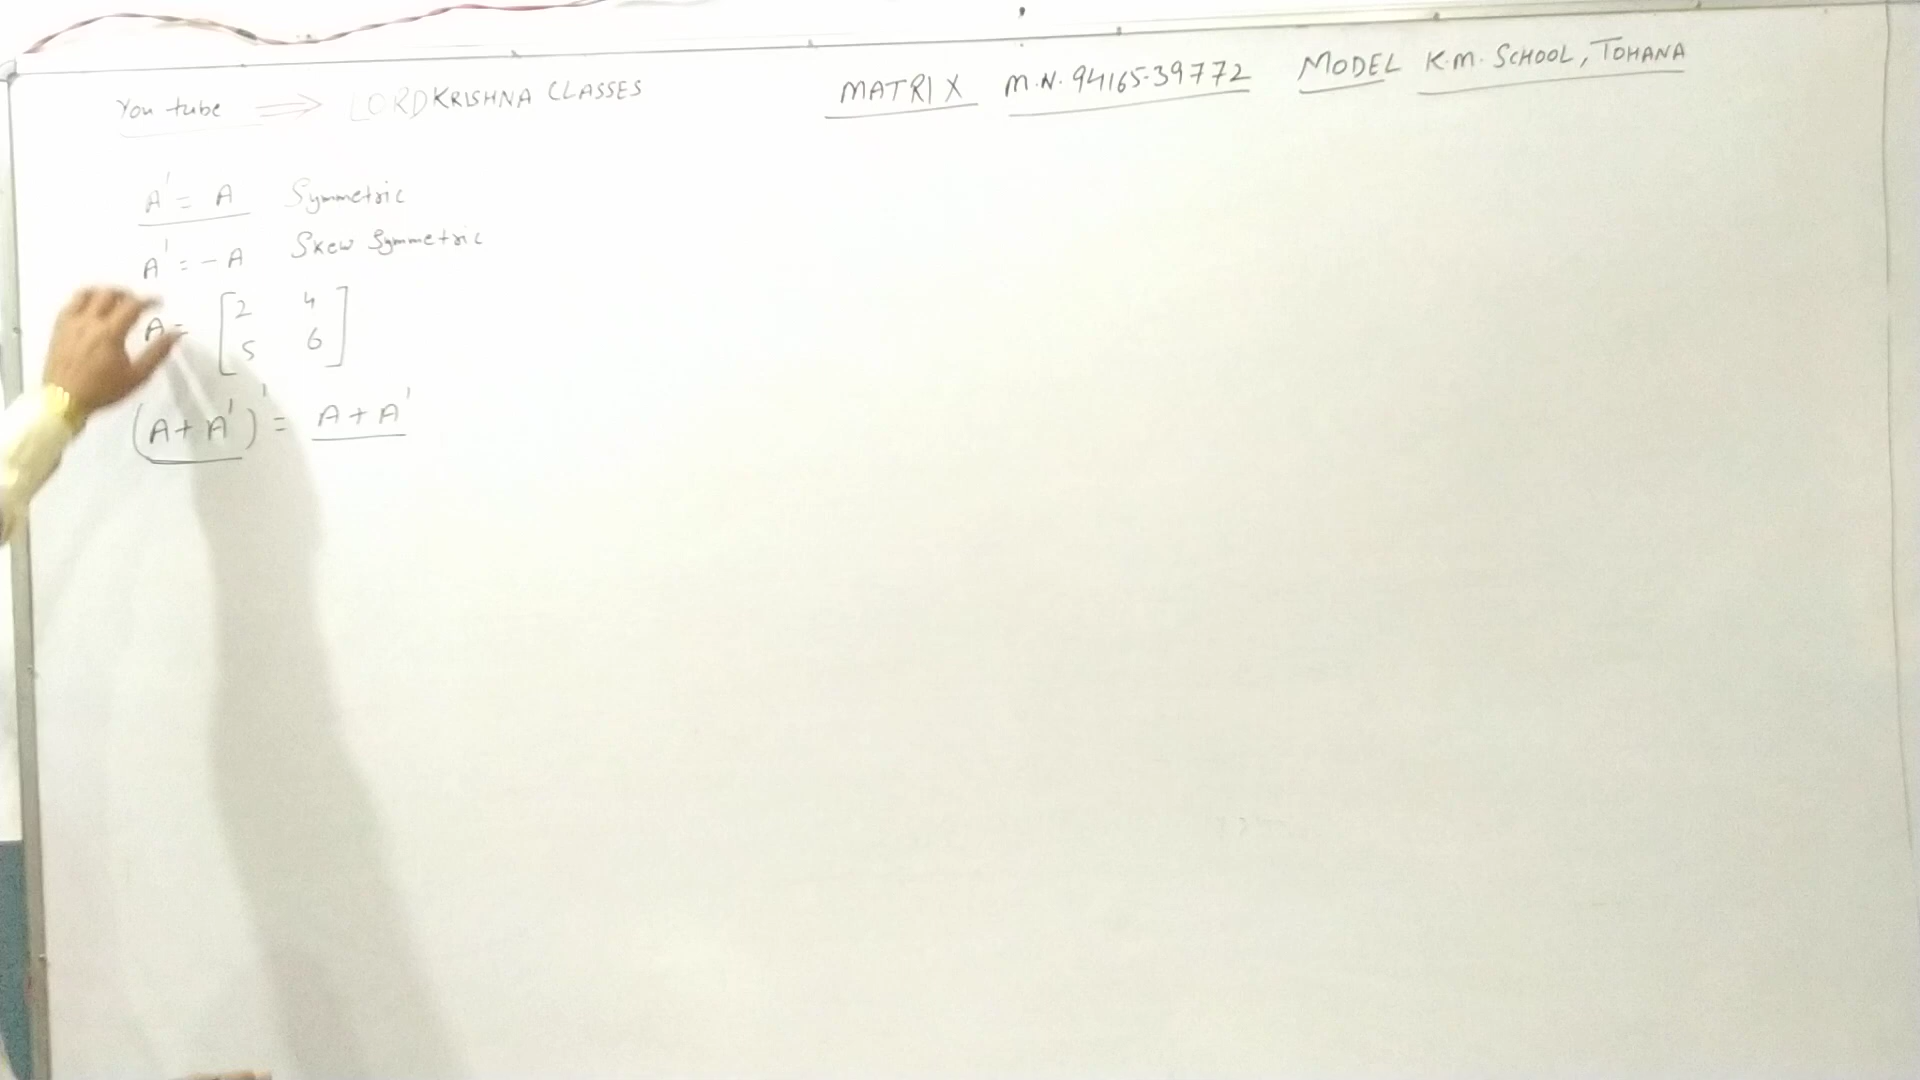 You tube ⟹ LORD KRISHNA CLASSES MATRIX M.N. 94165-39772 MODEL K.M. SCHOOL, TOHANA
A' = A Symmetric
A' = -A Skew Symmetric
A = [2 4
5 6]
(A+A')' = A+A'